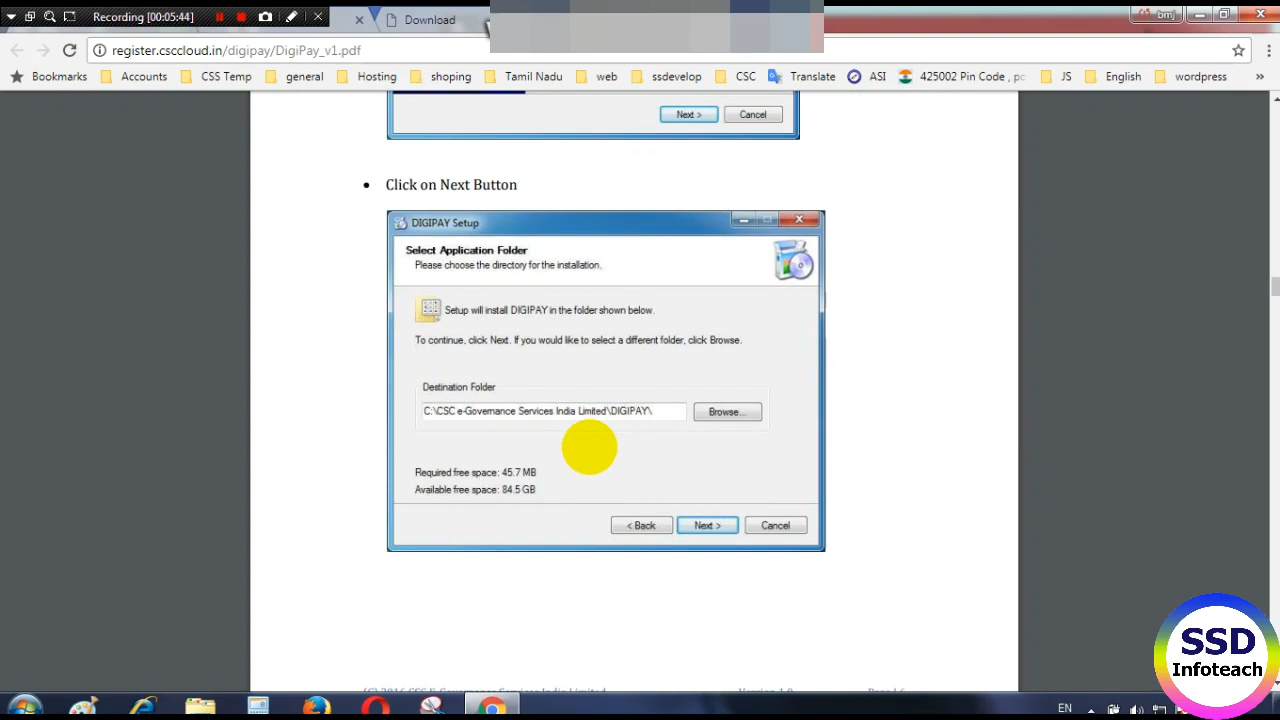 Recording [00:05:44]
Download
bmj
register.csccloud.in/digipay/DigiPay_v1.pdf
Bookmarks Accounts CSS Temp general Hosting shoping Tamil Nadu web ssdevelop CSC Translate ASI 425002 Pin Code , po JS English wordpress »
Next > Cancel
• Click on Next Button
DIGIPAY Setup
Select Application Folder
Please choose the directory for the installation.
Setup will install DIGIPAY in the folder shown below.
To continue, click Next. If you would like to select a different folder, click Browse.
Destination Folder
C:\CSC e-Governance Services India Limited\DIGIPAY\ Browse...
Required free space: 45.7 MB
Available free space: 84.5 GB
< Back Next > Cancel
SSD
Infoteach
EN